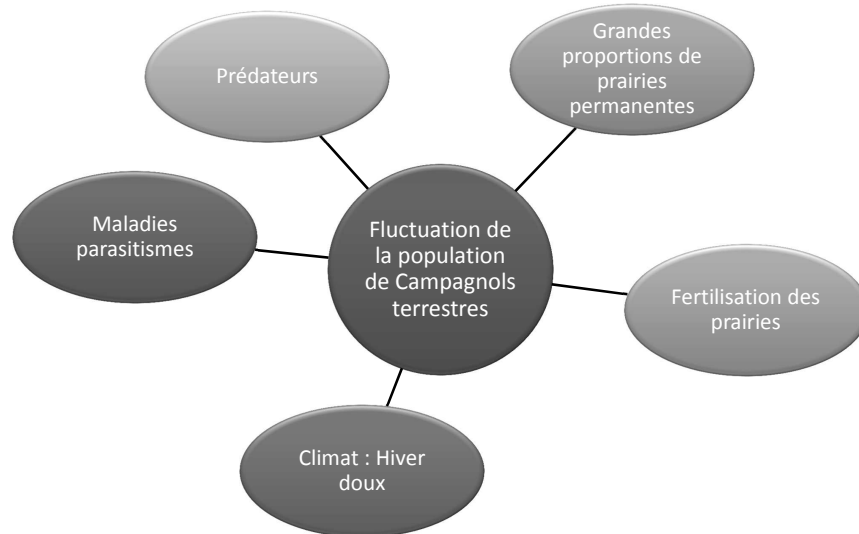 Prédateurs
Grandes
proportions de
prairies
permanentes
Maladies
parasitismes
Fluctuation de
la population
de Campagnols
terrestres
Fertilisation des
prairies
Climat : Hiver
doux